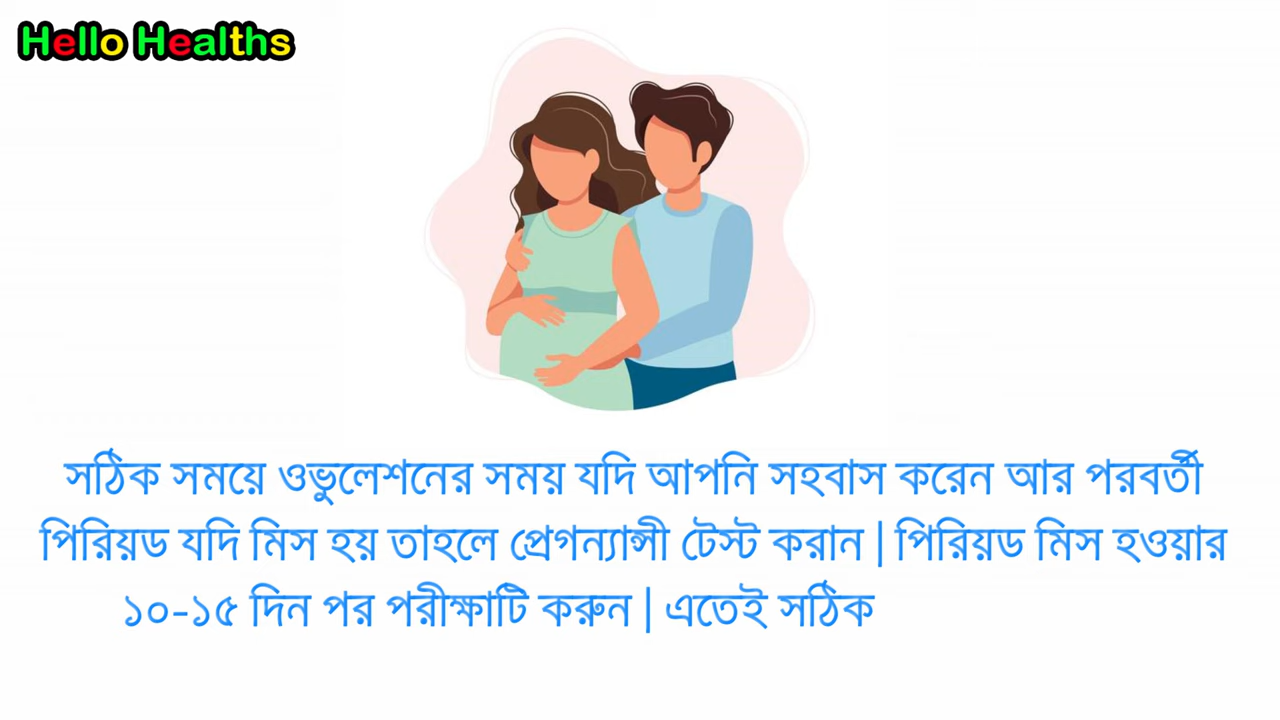 Hello Healths
সঠিক সময়ে ওভুলেশনের সময় যদি আপনি সহবাস করেন আর পরবর্তী
পিরিয়ড যদি মিস হয় তাহলে প্রেগন্যান্সী টেস্ট করান | পিরিয়ড মিস হওয়ার
১০-১৫ দিন পর পরীক্ষাটি করুন | এতেই সঠিক